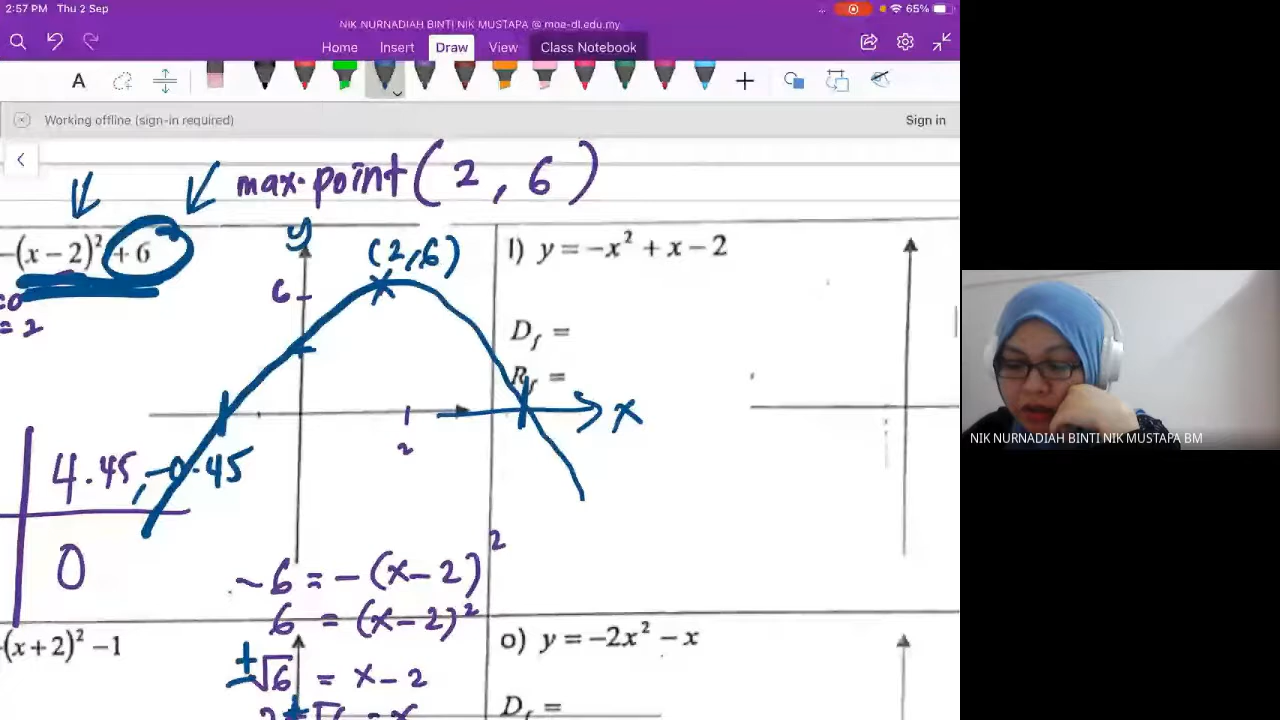 2:57 PM Thu 2 Sep
65%
NIK NURNADIAH BINTI NIK MUSTAPA @ moe-dl.edu.my
Home Insert Draw View Class Notebook
A
Working offline (sign-in required) Sign in
max. point (2, 6)
-(x - 2)² + 6
= 2
y
(2, 6)
6
x
2
4.45, -0.45
0
l) y = -x² + x - 2
D_f =
R_f =
-6 = -(x-2)²
6 = (x-2)²
±√6 = x - 2
(x + 2)² - 1
o) y = -2x² - x
D_f =
NIK NURNADIAH BINTI NIK MUSTAPA BM